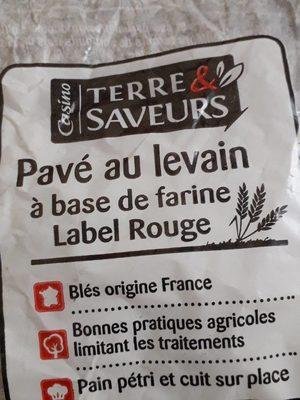 Casino
TERRE &
SAVEURS
Pavé au levain
à base de farine
Label Rouge
Blés origine France
Bonnes pratiques agricoles
limitant les traitements
Pain pétri et cuit sur place